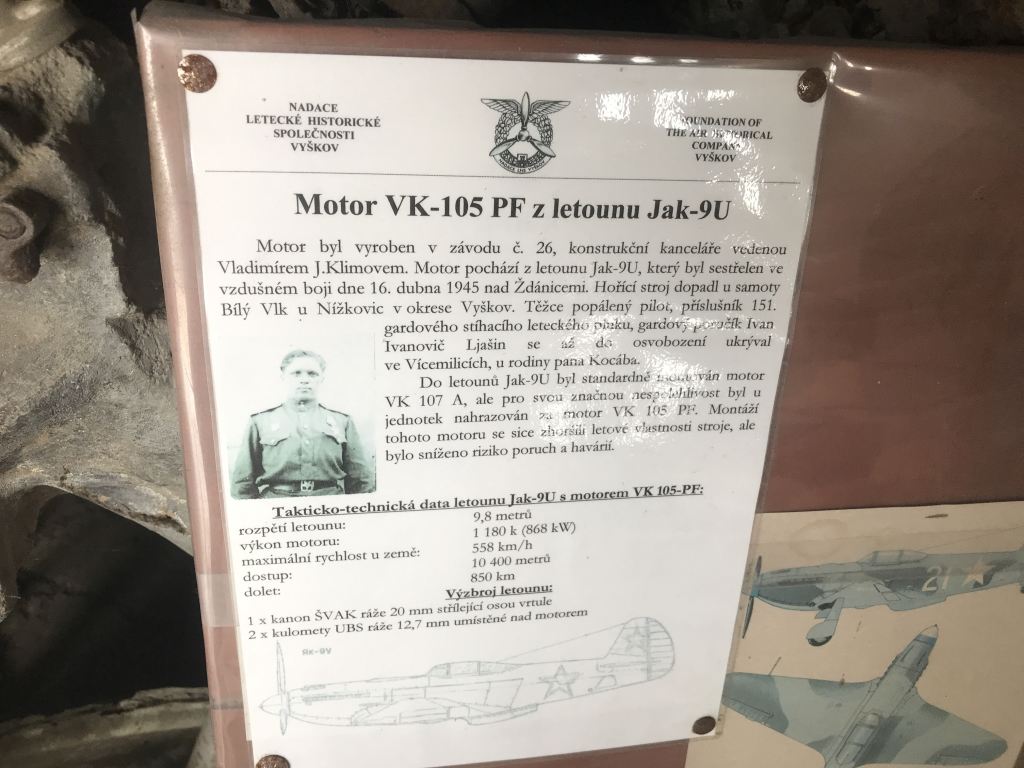 NADACE
LETECKÉ HISTORICKÉ
SPOLEČNOSTI
VYŠKOV
FOUNDATION OF
THE AIR HISTORICAL
COMPANY
VYŠKOV
Motor VK-105 PF z letounu Jak-9U
Motor byl vyroben v závodu č. 26, konstrukční kanceláře vedenou
Vladimírem J.Klimovem. Motor pochází z letounu Jak-9U, který byl sestřelen ve
vzdušném boji dne 16. dubna 1945 nad Ždánicemi. Hořící stroj dopadl u samoty
Bílý Vlk u Nížkovic v okrese Vyškov. Těžce popálený pilot, příslušník 151.
gardového stíhacího leteckého pluku, gardový poručík Ivan
Ivanovič Ljašin se až do osvobození ukrýval
ve Vícemilicích, u rodiny pana Kocába.
Do letounů Jak-9U byl standardně montován motor
VK 107 A, ale pro svou značnou nespolehlivost byl u
jednotek nahrazován za motor VK 105 PF. Montáží
tohoto motoru se sice zhoršili letové vlastnosti stroje, ale
bylo sníženo riziko poruch a havárií.
Takticko-technická data letounu Jak-9U s motorem VK 105-PF:
rozpětí letounu: 9,8 metrů
výkon motoru: 1 180 k (868 kW)
maximální rychlost u země: 558 km/h
dostup: 10 400 metrů
dolet: 850 km
Výzbroj letounu:
1 x kanon ŠVAK ráže 20 mm střílející osou vrtule
2 x kulomety UBS ráže 12,7 mm umístěné nad motorem
Як-9У
21